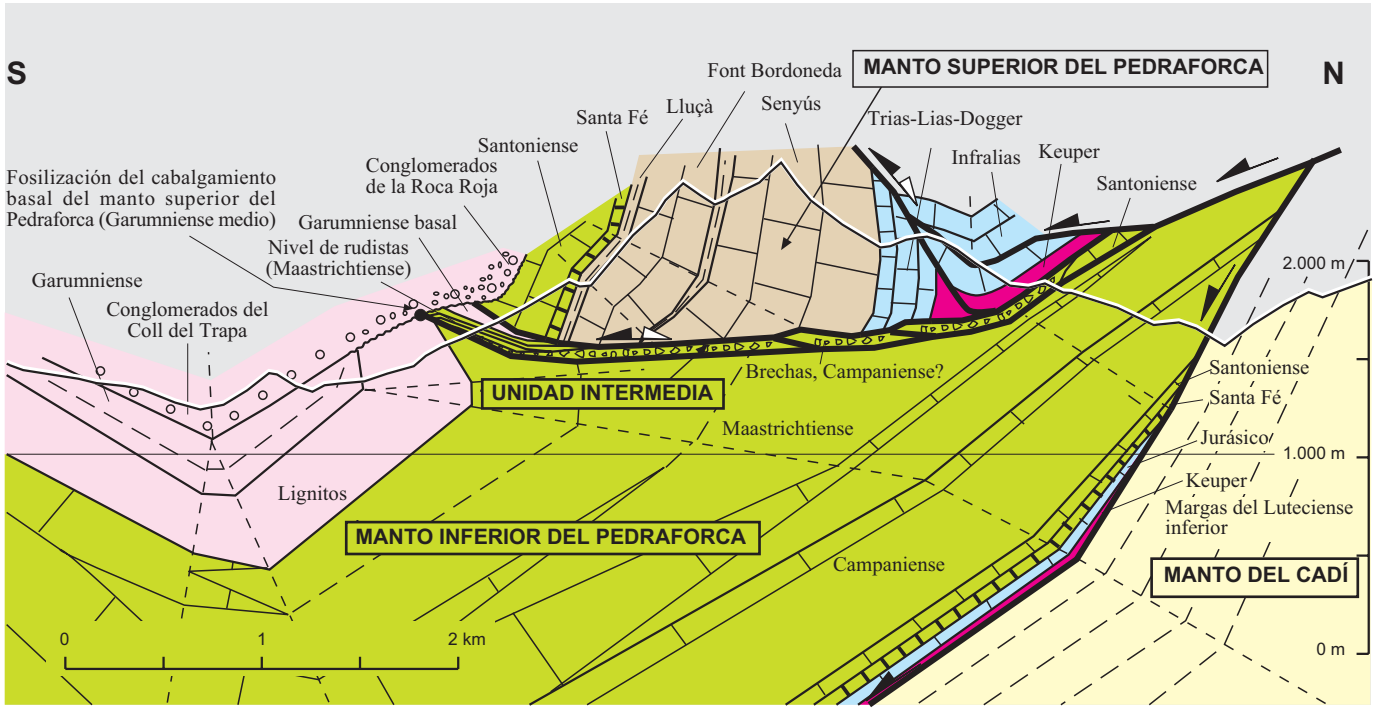 S
N
MANTO SUPERIOR DEL PEDRAFORCA
Font Bordoneda
Senyús
Lluçà
Trias-Lias-Dogger
Santa Fé
Infralias
Keuper
Santoniense
Santoniense
Conglomerados
de la Roca Roja
Fosilización del cabalgamiento
basal del manto superior del
Pedraforca (Garumniense medio)
Garumniense basal
Nivel de rudistas
(Maastrichtiense)
Garumniense
Conglomerados del
Coll del Trapa
2.000 m
Brechas, Campaniense?
Santoniense
UNIDAD INTERMEDIA
Santa Fé
Maastrichtiense
Jurásico
1.000 m
Keuper
Lignitos
Margas del Luteciense
inferior
MANTO INFERIOR DEL PEDRAFORCA
Campaniense
MANTO DEL CADÍ
0
1
2 km
0 m